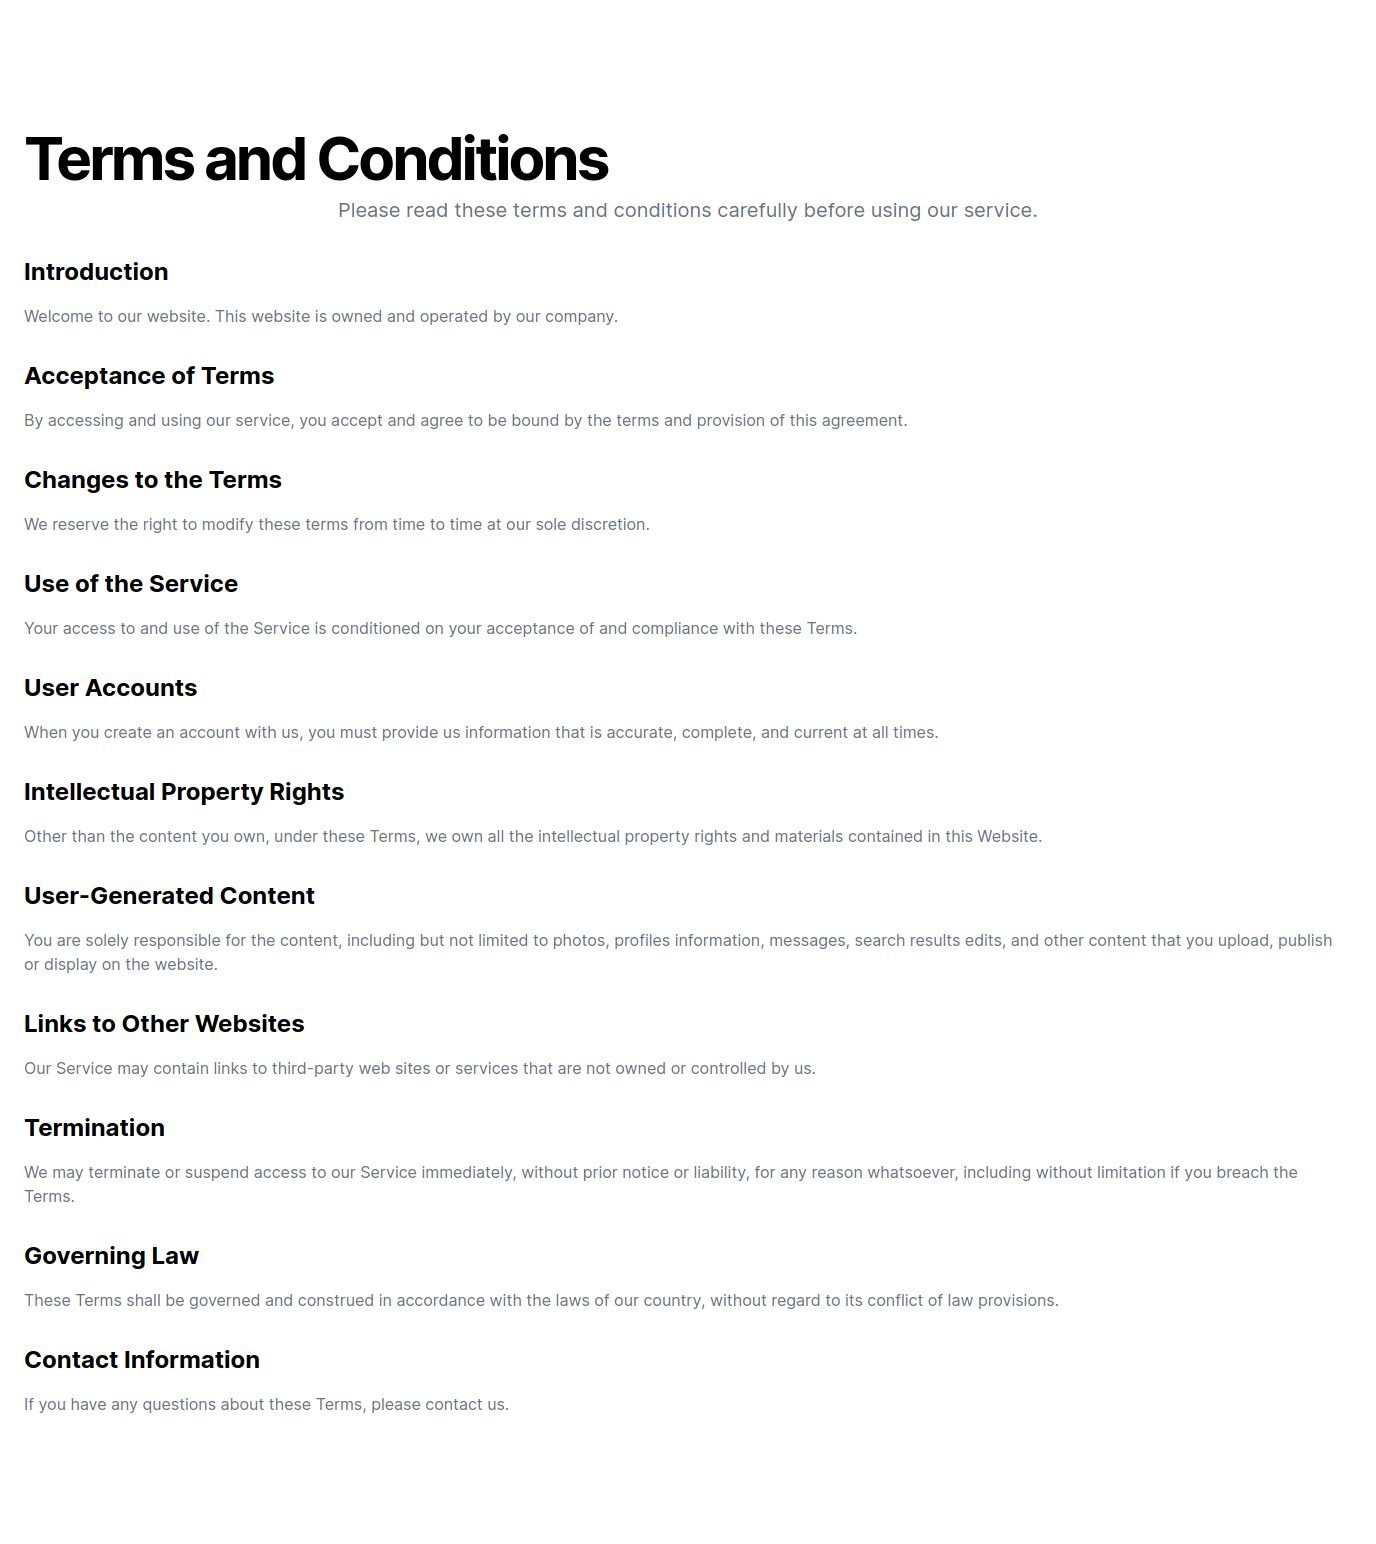 Terms and Conditions
Please read these terms and conditions carefully before using our service.
Introduction
Welcome to our website. This website is owned and operated by our company.
Acceptance of Terms
By accessing and using our service, you accept and agree to be bound by the terms and provision of this agreement.
Changes to the Terms
We reserve the right to modify these terms from time to time at our sole discretion.
Use of the Service
Your access to and use of the Service is conditioned on your acceptance of and compliance with these Terms.
User Accounts
When you create an account with us, you must provide us information that is accurate, complete, and current at all times.
Intellectual Property Rights
Other than the content you own, under these Terms, we own all the intellectual property rights and materials contained in this Website.
User-Generated Content
You are solely responsible for the content, including but not limited to photos, profiles information, messages, search results edits, and other content that you upload, publish
or display on the website.
Links to Other Websites
Our Service may contain links to third-party web sites or services that are not owned or controlled by us.
Termination
We may terminate or suspend access to our Service immediately, without prior notice or liability, for any reason whatsoever, including without limitation if you breach the
Terms.
Governing Law
These Terms shall be governed and construed in accordance with the laws of our country, without regard to its conflict of law provisions.
Contact Information
If you have any questions about these Terms, please contact us.